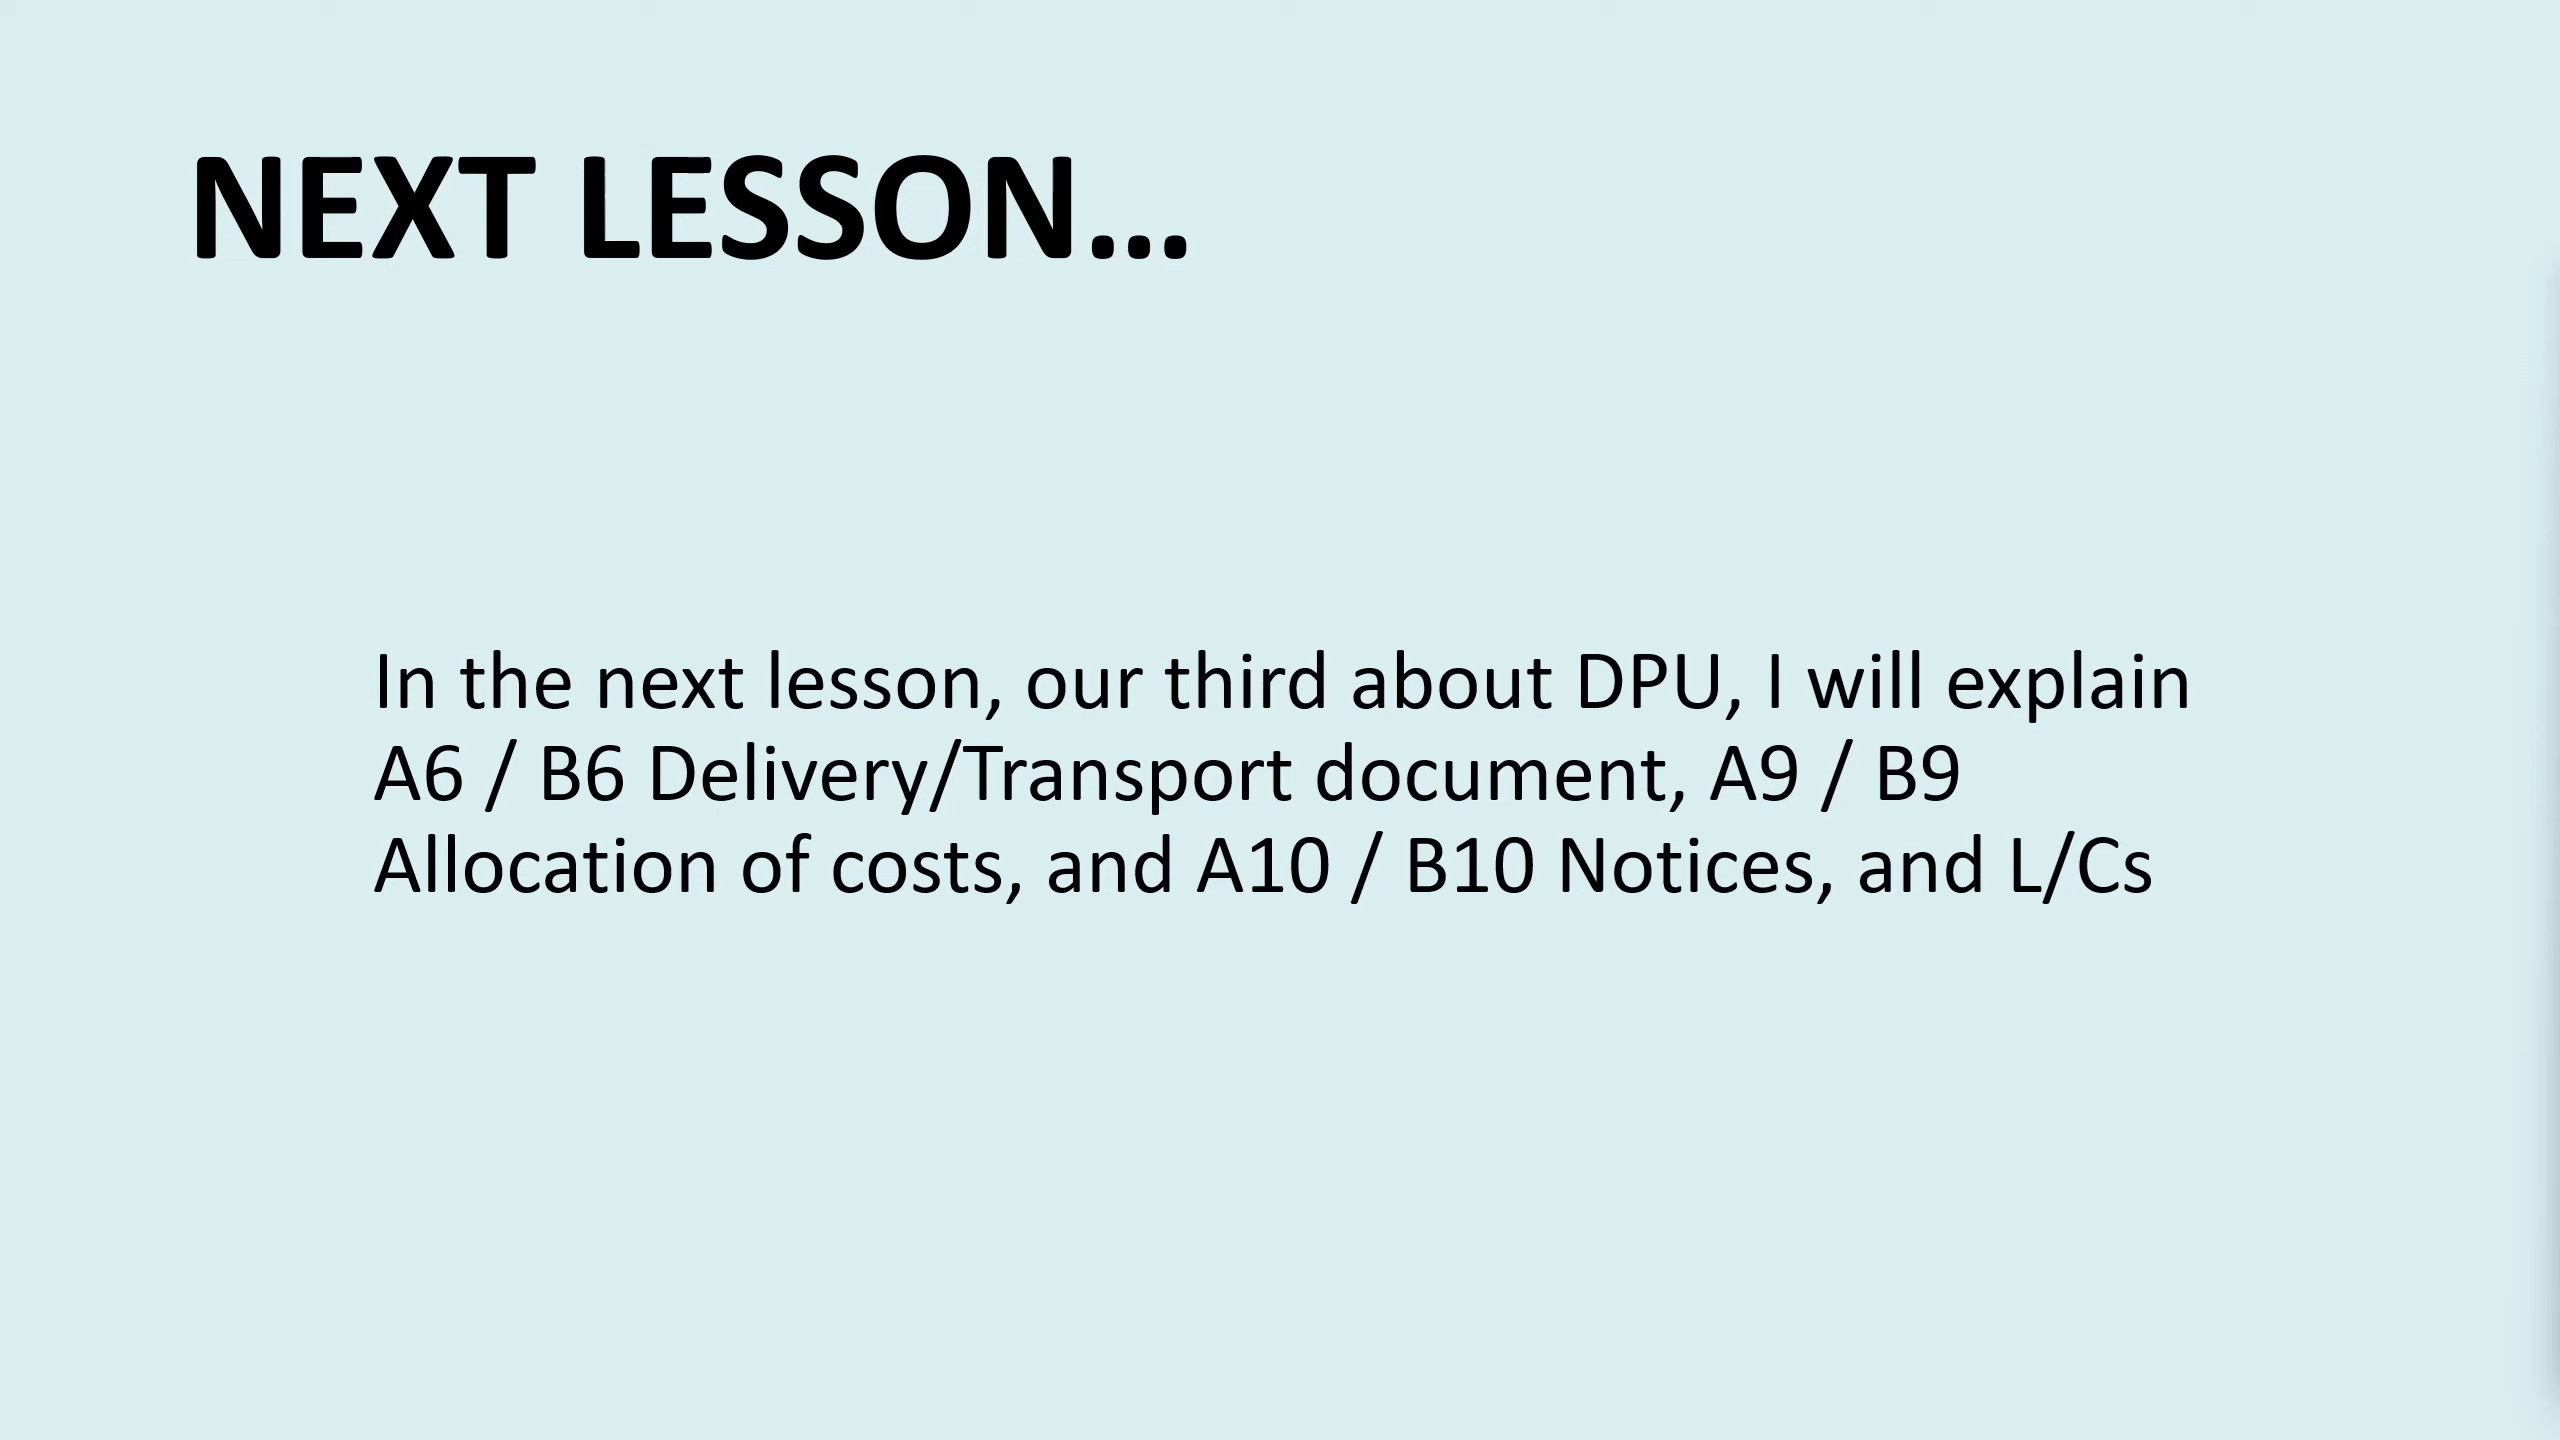 NEXT LESSON...
In the next lesson, our third about DPU, I will explain
A6 / B6 Delivery/Transport document, A9 / B9
Allocation of costs, and A10 / B10 Notices, and L/Cs